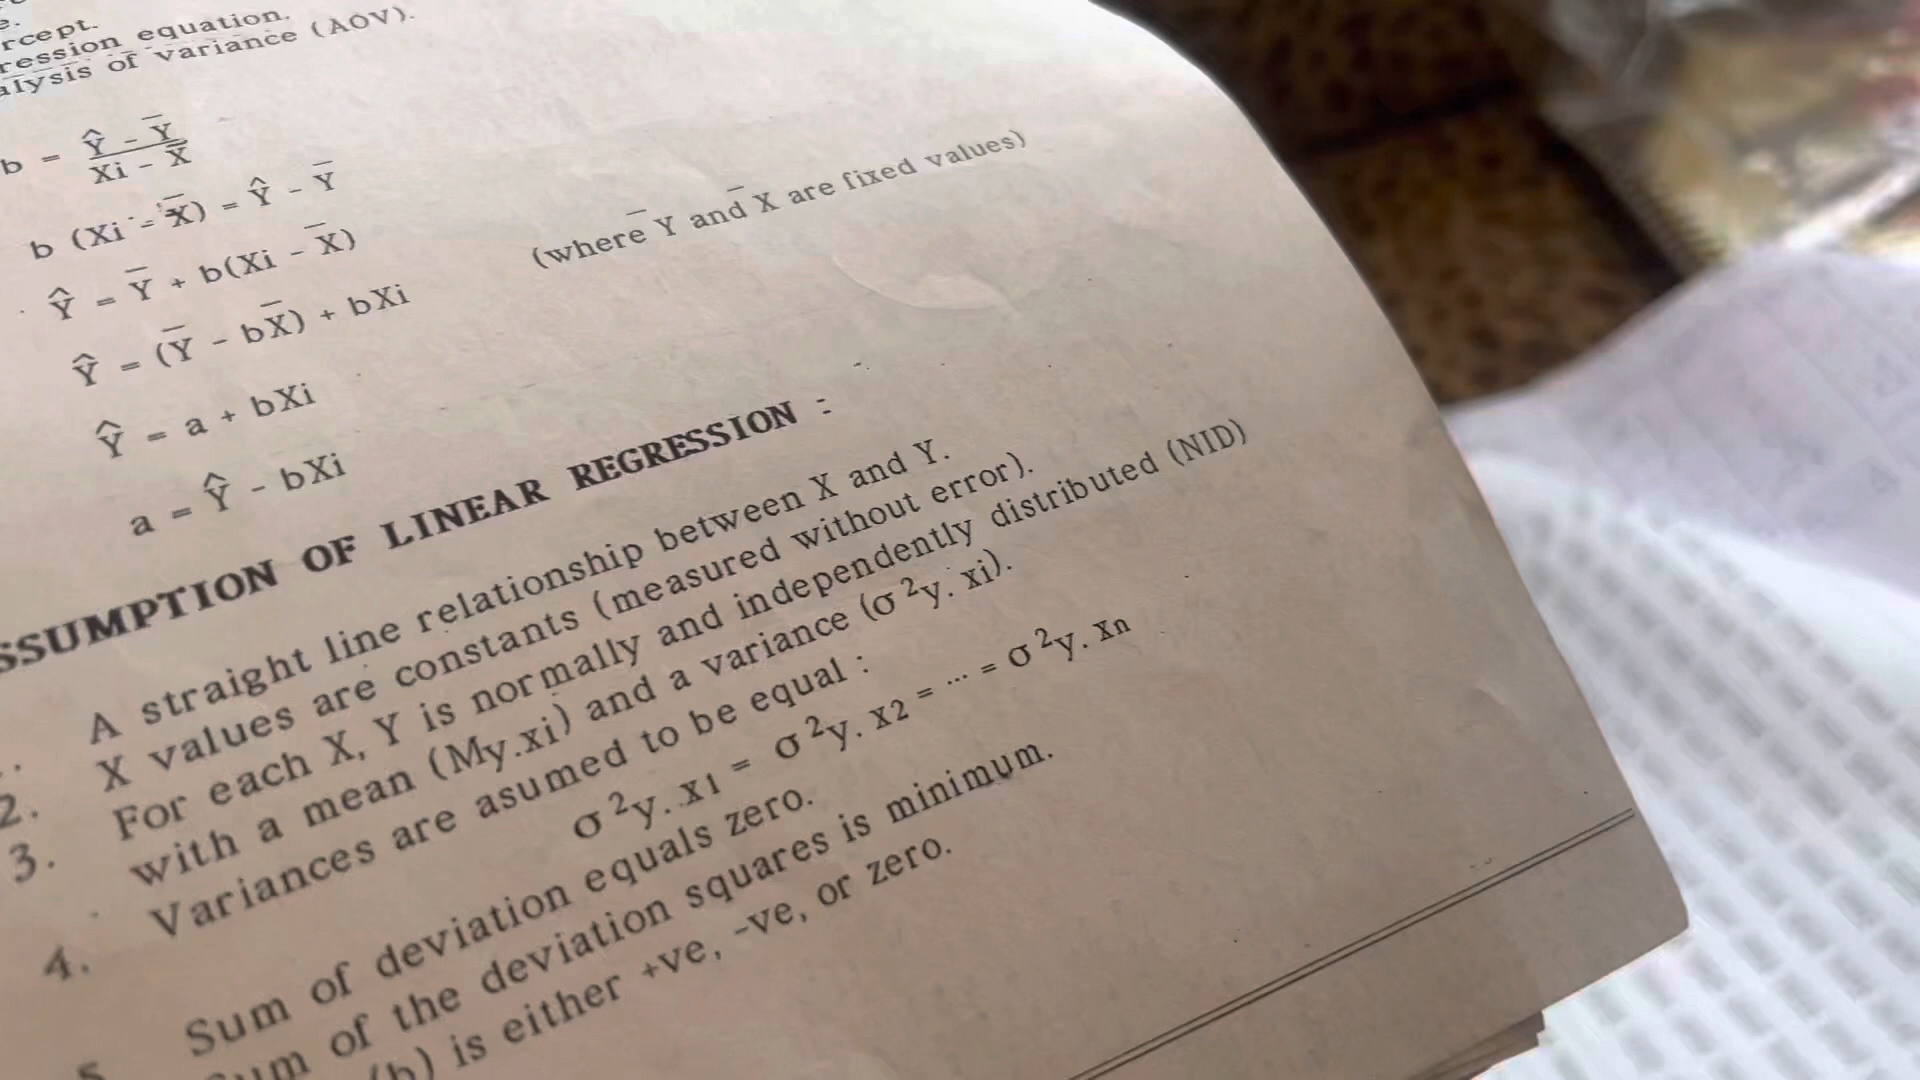 rcept.
ression equation.
alysis of variance (AOV).
b = Ŷ - Y̅
Xi - X̅
b (Xi - X̅) = Ŷ - Y̅
Ŷ = Y̅ + b(Xi - X̅)
(where Y̅ and X̅ are fixed values)
Ŷ = (Y̅ - bX̅) + bXi
Ŷ = a + bXi
a = Ŷ - bXi
SSUMPTION OF LINEAR REGRESSION :
A straight line relationship between X and Y.
2. X values are constants (measured without error).
3. For each X, Y is normally and independently distributed (NID)
with a mean (My.xi) and a variance (σ²y. xi).
4. Variances are asumed to be equal :
σ²y. x1 = σ²y. x2 = ... = σ²y. xn
5 Sum of deviation equals zero.
Sum of the deviation squares is minimum.
(b) is either +ve, -ve, or zero.